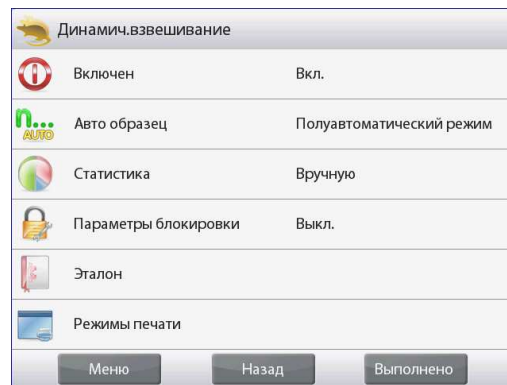 Динамич.взвешивание
Включен Вкл.
n... AUTO Авто образец Полуавтоматический режим
Статистика Вручную
Параметры блокировки Выкл.
Эталон
Режимы печати
Меню Назад Выполнено